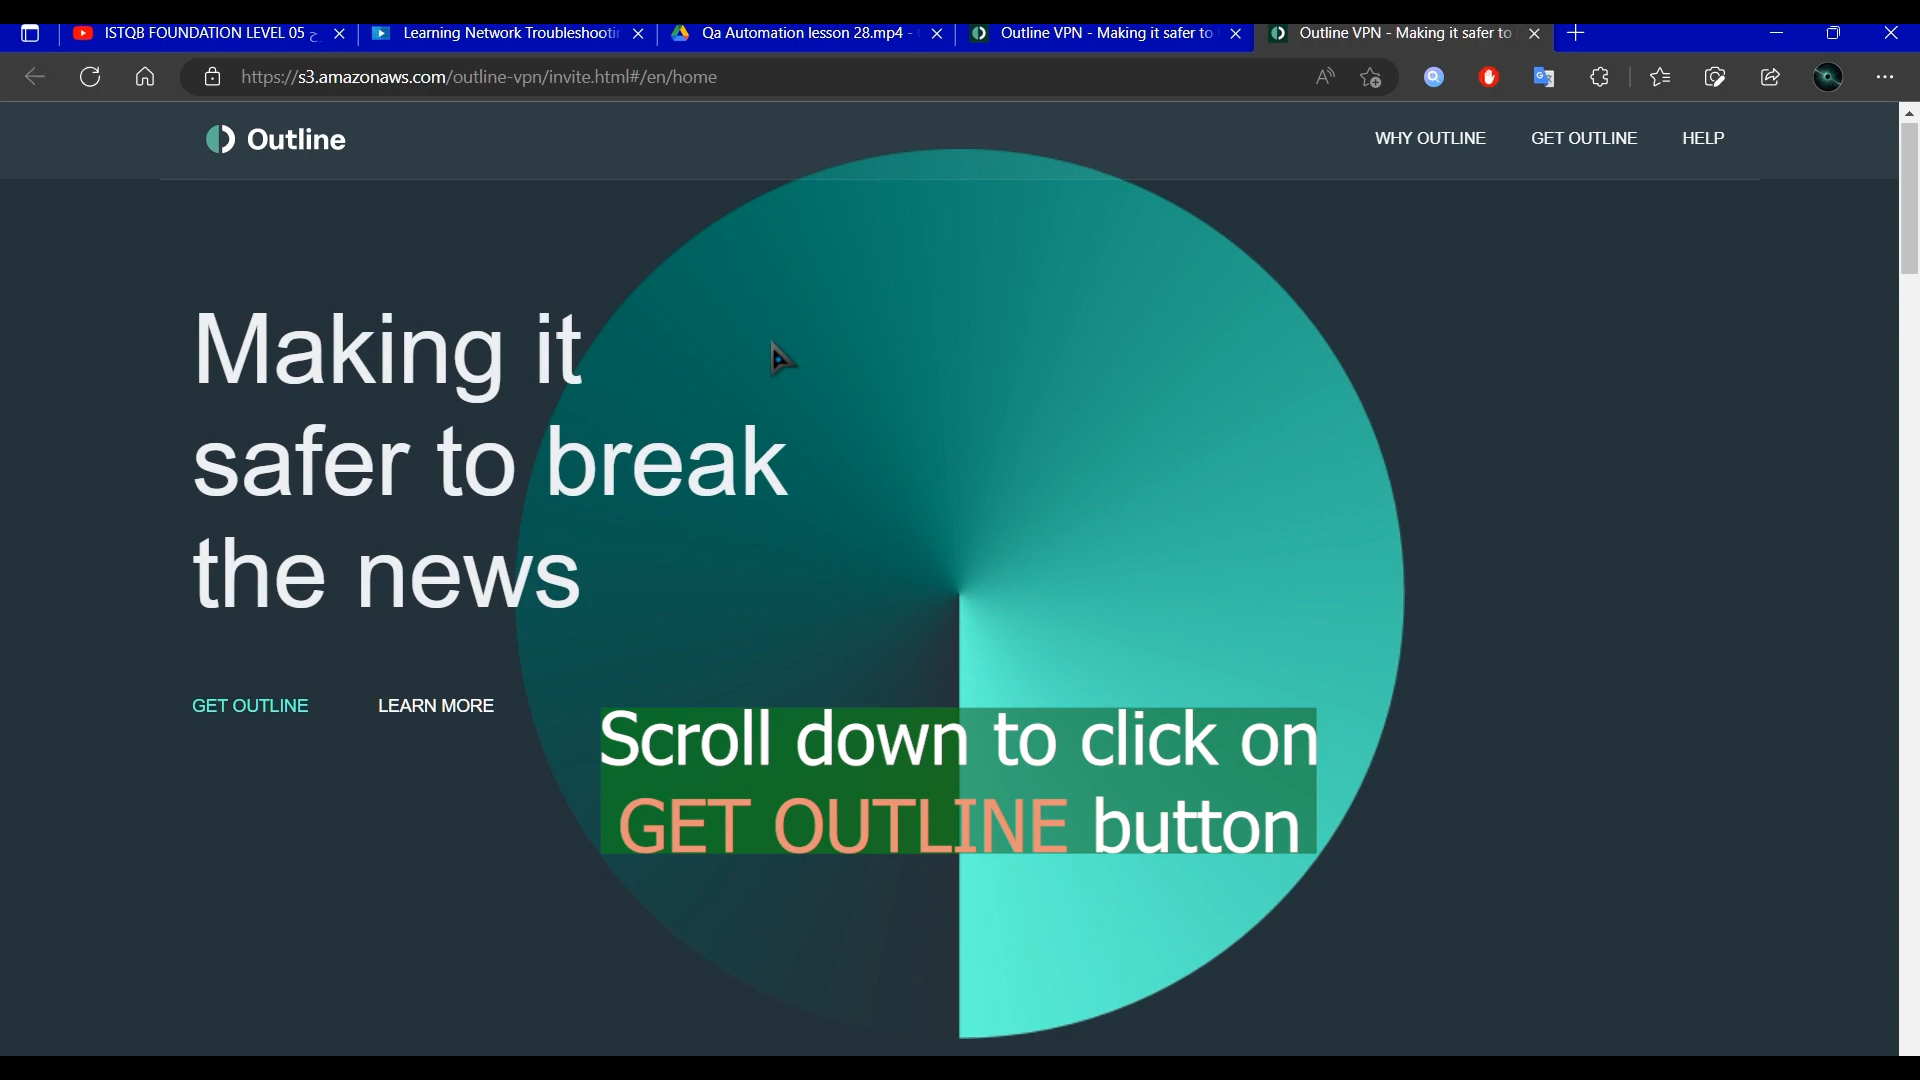 ISTQB FOUNDATION LEVEL 05
Learning Network Troubleshootin
Qa Automation lesson 28.mp4 -
Outline VPN - Making it safer to
Outline VPN - Making it safer to
https://s3.amazonaws.com/outline-vpn/invite.html#/en/home
Outline
WHY OUTLINE
GET OUTLINE
HELP
Making it
safer to break
the news
GET OUTLINE
LEARN MORE
Scroll down to click on
GET OUTLINE button